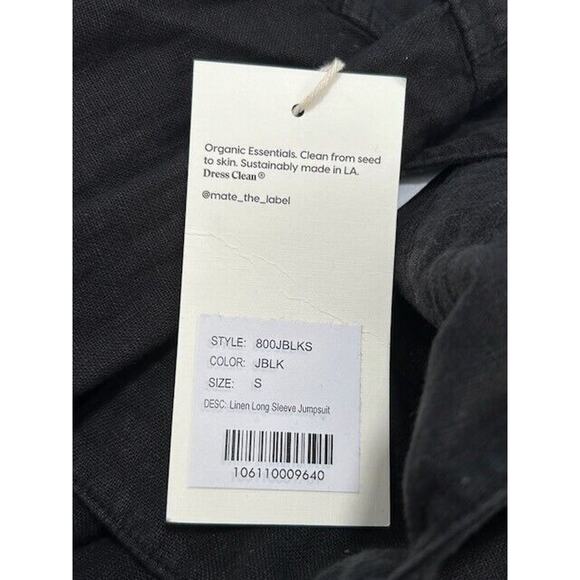 Organic Essentials. Clean from seed
to skin. Sustainably made in LA.
Dress Clean®
@mate_the_label
STYLE: 800JBLKS
COLOR: JBLK
SIZE: S
DESC: Linen Long Sleeve Jumpsuit
106110009640